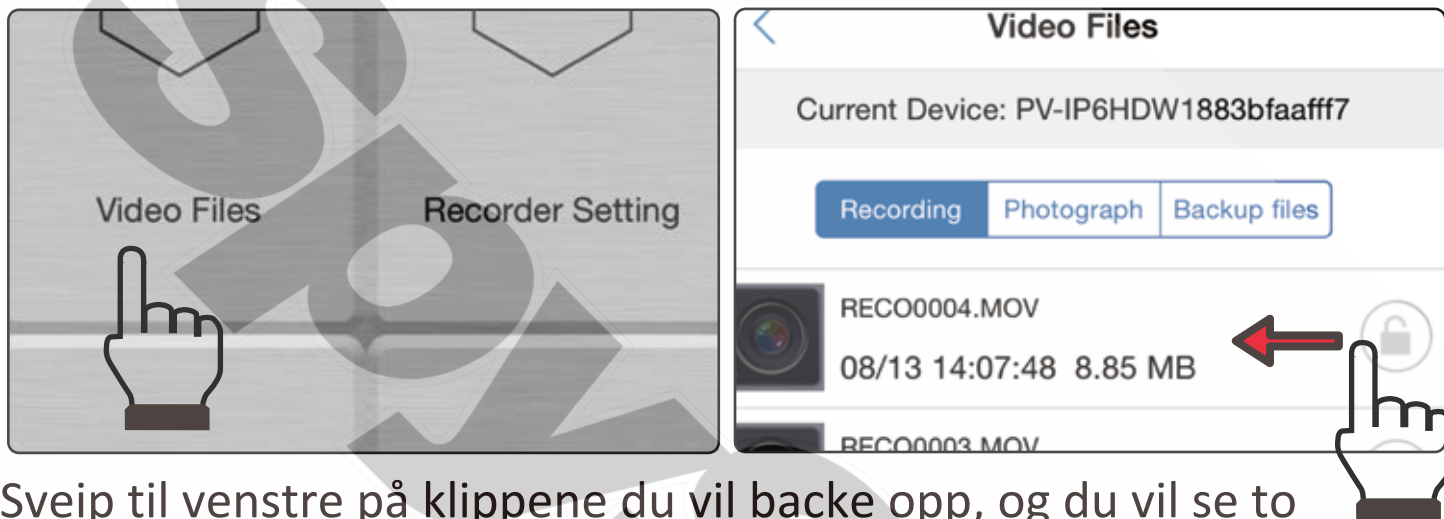 Video Files
Recorder Setting
Video Files
Current Device: PV-IP6HDW1883bfaafff7
Recording
Photograph
Backup files
RECO0004.MOV
08/13 14:07:48 8.85 MB
RECO0003.MOV
Sveip til venstre på klippene du vil backe opp, og du vil se to